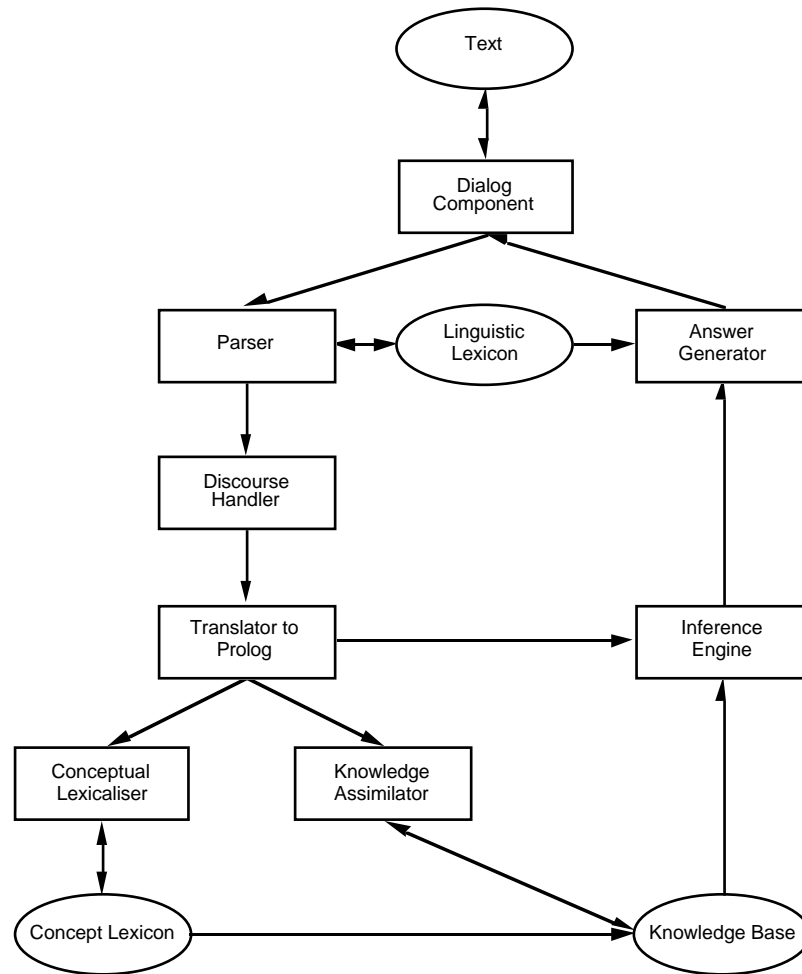 Text
Dialog
Component
Parser
Linguistic
Lexicon
Answer
Generator
Discourse
Handler
Translator to
Prolog
Inference
Engine
Conceptual
Lexicaliser
Knowledge
Assimilator
Concept Lexicon
Knowledge Base